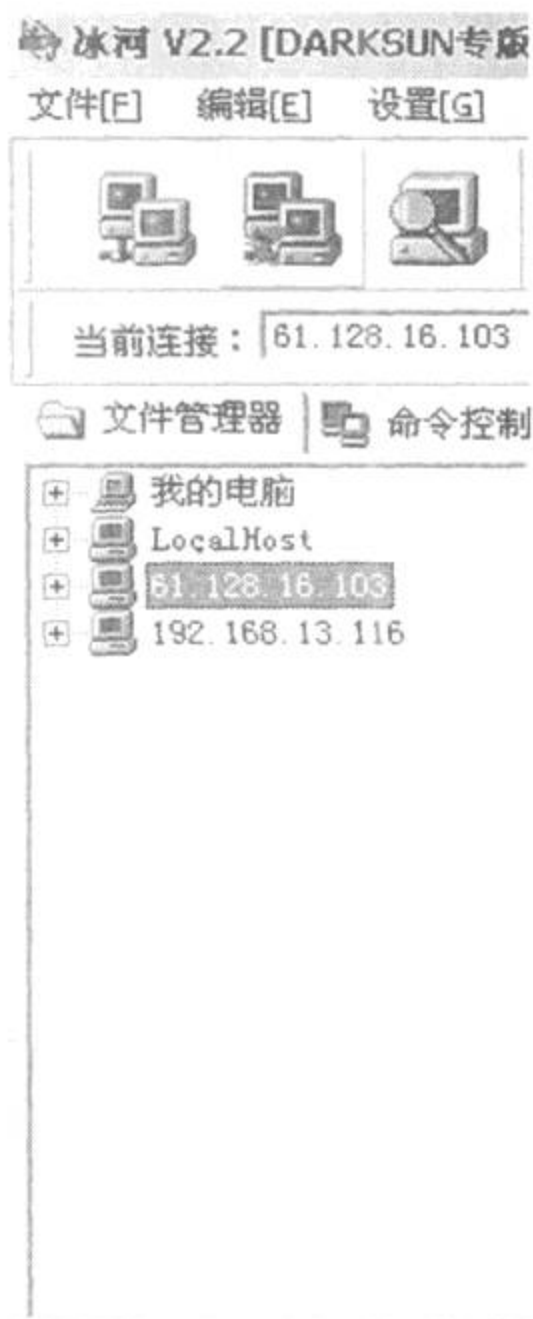 冰河 V2.2 [DARKSUN专版
文件[F] 编辑[E] 设置[G]
当前连接： 61.128.16.103
文件管理器 命令控制
我的电脑
LocalHost
61.128.16.103
192.168.13.116